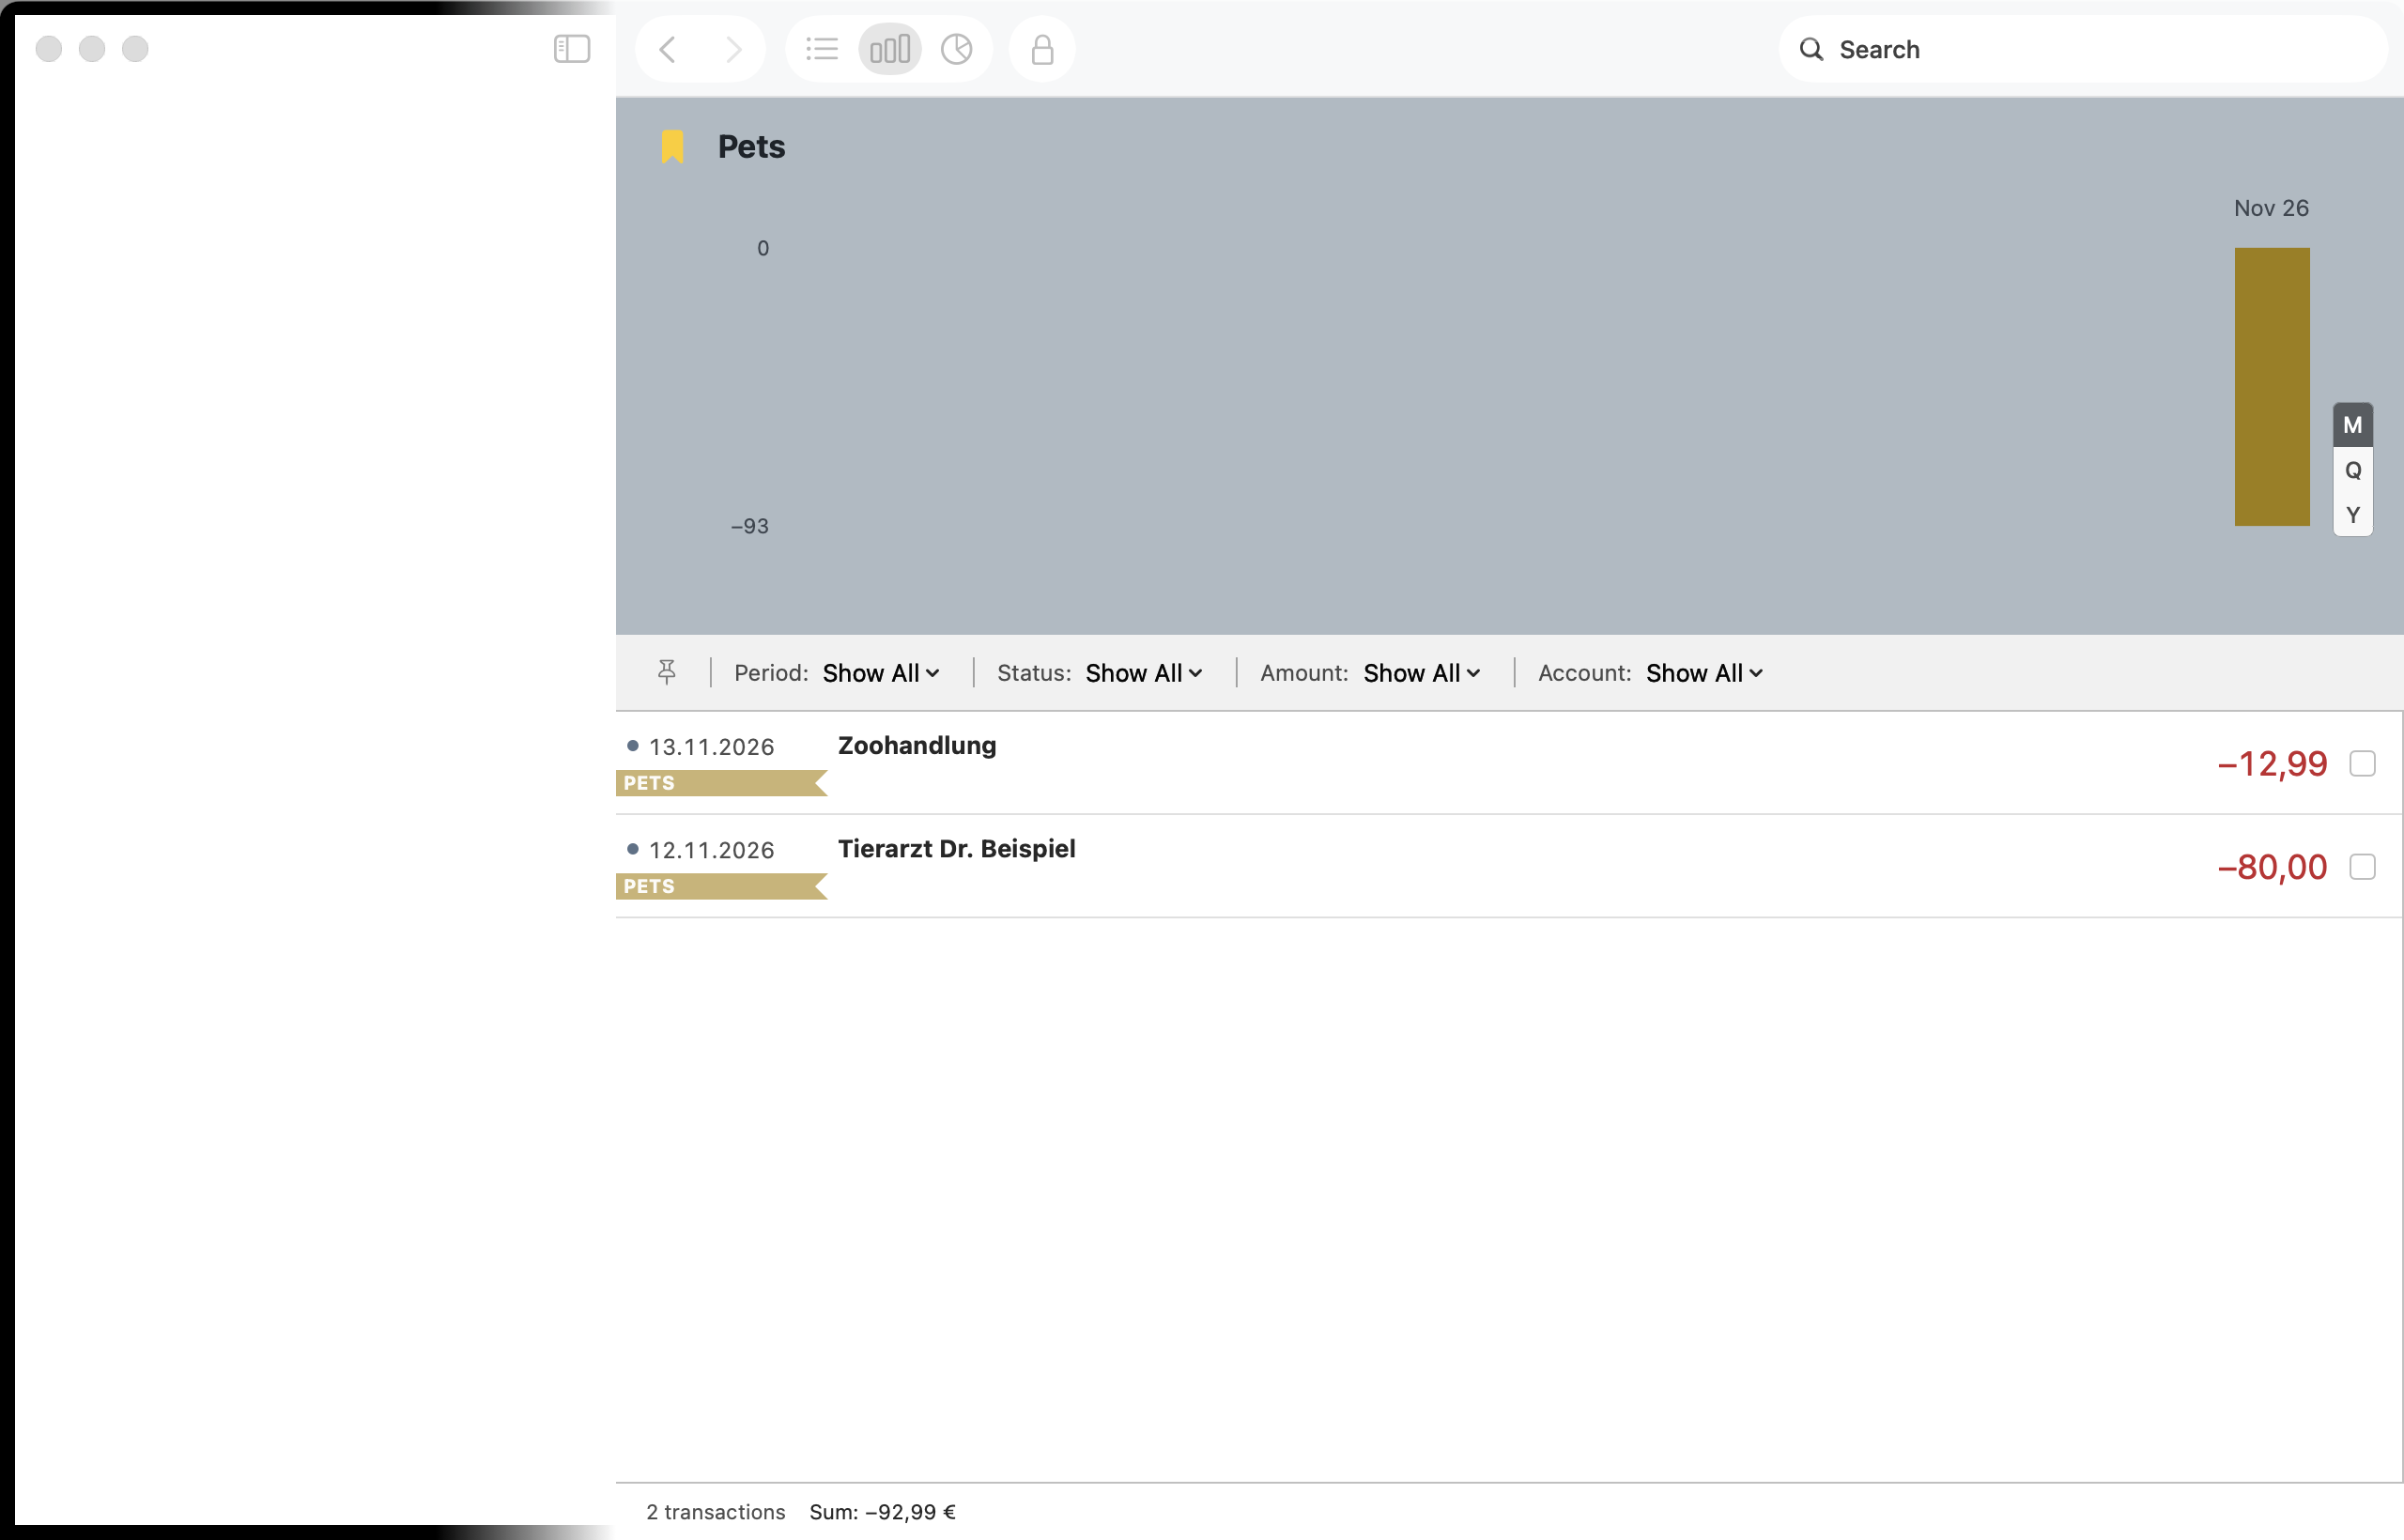 Search
Pets
Nov 26
0
–93
M
Q
Y
Period: Show All Status: Show All Amount: Show All Account: Show All
13.11.2026 Zoohandlung
PETS
–12,99
12.11.2026 Tierarzt Dr. Beispiel
PETS
–80,00
2 transactions Sum: –92,99 €